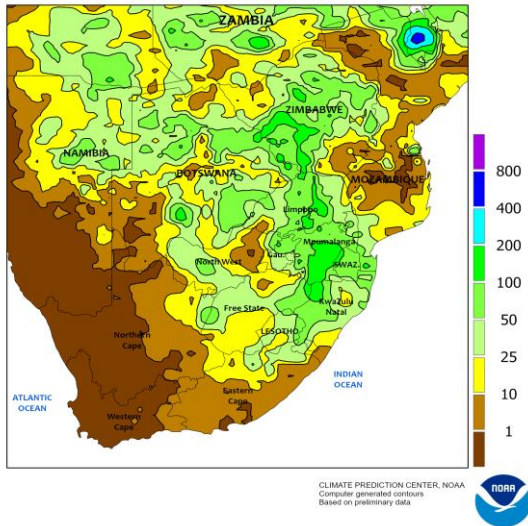 ZAMBIA
ZIMBABWE
NAMIBIA
BOTSWANA
MOZAMBIQUE
Limpopo
Mpumalanga
Gau.
SWAZ.
North West
Free State
KwaZulu
Natal
LESOTHO
Northern
Cape
Eastern
Cape
Western
Cape
ATLANTIC
OCEAN
INDIAN
OCEAN
800
400
200
100
50
25
10
1
CLIMATE PREDICTION CENTER, NOAA
Computer generated contours
Based on preliminary data
NOAA